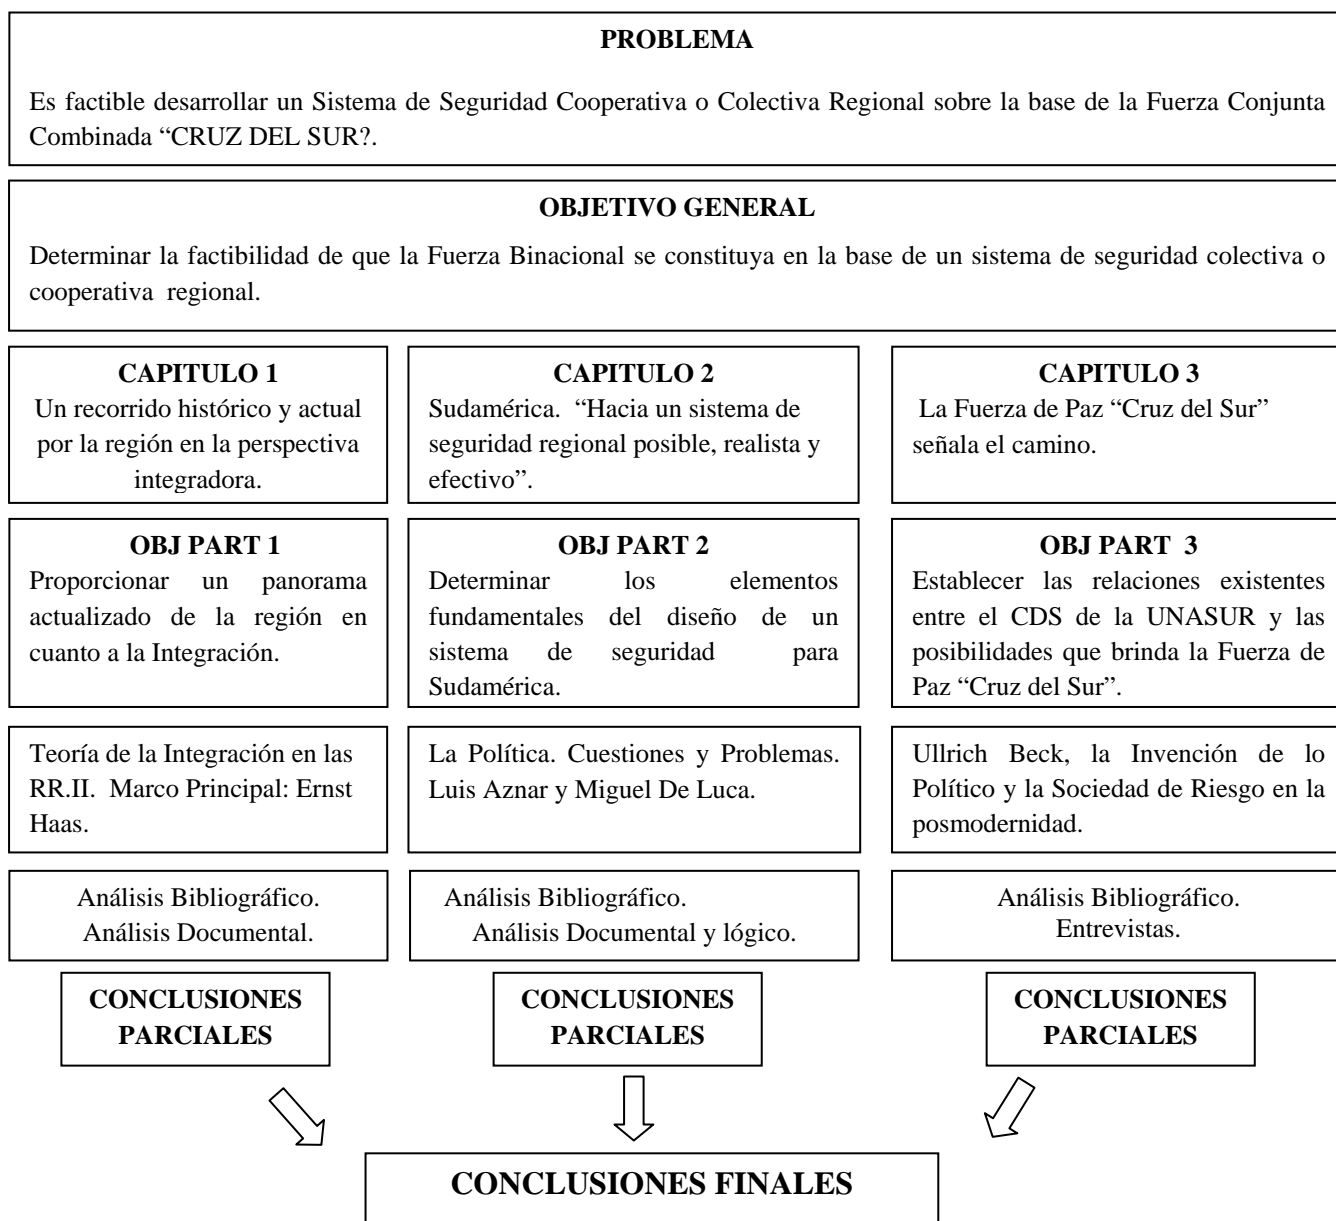 PROBLEMA
Es factible desarrollar un Sistema de Seguridad Cooperativa o Colectiva Regional sobre la base de la Fuerza Conjunta
Combinada “CRUZ DEL SUR?.
OBJETIVO GENERAL
Determinar la factibilidad de que la Fuerza Binacional se constituya en la base de un sistema de seguridad colectiva o
cooperativa regional.
CAPITULO 1
Un recorrido histórico y actual
por la región en la perspectiva
integradora.
CAPITULO 2
Sudamérica. “Hacia un sistema de
seguridad regional posible, realista y
efectivo”.
CAPITULO 3
La Fuerza de Paz “Cruz del Sur”
señala el camino.
OBJ PART 1
Proporcionar un panorama
actualizado de la región en
cuanto a la Integración.
OBJ PART 2
Determinar los elementos
fundamentales del diseño de un
sistema de seguridad para
Sudamérica.
OBJ PART 3
Establecer las relaciones existentes
entre el CDS de la UNASUR y las
posibilidades que brinda la Fuerza de
Paz “Cruz del Sur”.
Teoría de la Integración en las
RR.II. Marco Principal: Ernst
Haas.
La Política. Cuestiones y Problemas.
Luis Aznar y Miguel De Luca.
Ullrich Beck, la Invención de lo
Político y la Sociedad de Riesgo en la
posmodernidad.
Análisis Bibliográfico.
Análisis Documental.
Análisis Bibliográfico.
Análisis Documental y lógico.
Análisis Bibliográfico.
Entrevistas.
CONCLUSIONES
PARCIALES
CONCLUSIONES
PARCIALES
CONCLUSIONES
PARCIALES
CONCLUSIONES FINALES